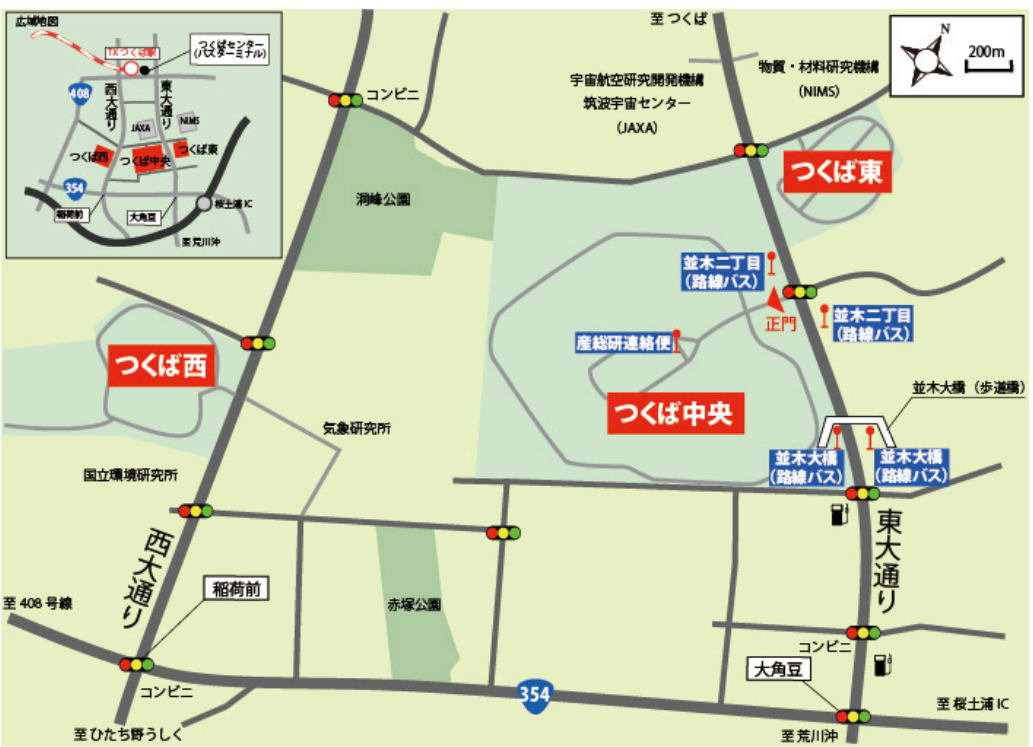 広域地図
TXつくば駅
つくばセンター
(バスターミナル)
408
西大通り
東大通り
JAXA
NIMS
つくば西
つくば中央
つくば東
354
稲荷前
大角豆
桜土浦IC
至荒川沖
至 つくば
N
200m
コンビニ
宇宙航空研究開発機構
筑波宇宙センター
(JAXA)
物質・材料研究機構
(NIMS)
つくば東
洞峰公園
並木二丁目
(路線バス)
正門
並木二丁目
(路線バス)
産総研連絡便
つくば西
つくば中央
並木大橋（歩道橋）
気象研究所
並木大橋
(路線バス)
並木大橋
(路線バス)
国立環境研究所
西大通り
東大通り
稲荷前
赤塚公園
至 408 号線
コンビニ
大角豆
コンビニ
354
至 桜土浦 IC
至 ひたち野うしく
至 荒川沖